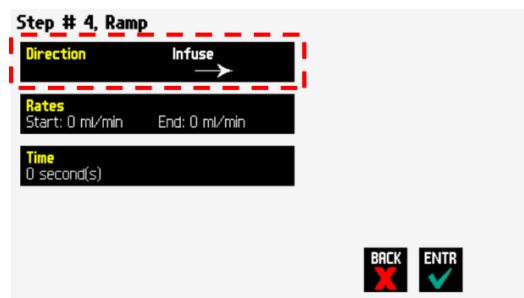 Step # 4, Ramp
Direction Infuse
Rates
Start: 0 ml/min End: 0 ml/min
Time
0 second(s)
BACK ENTR